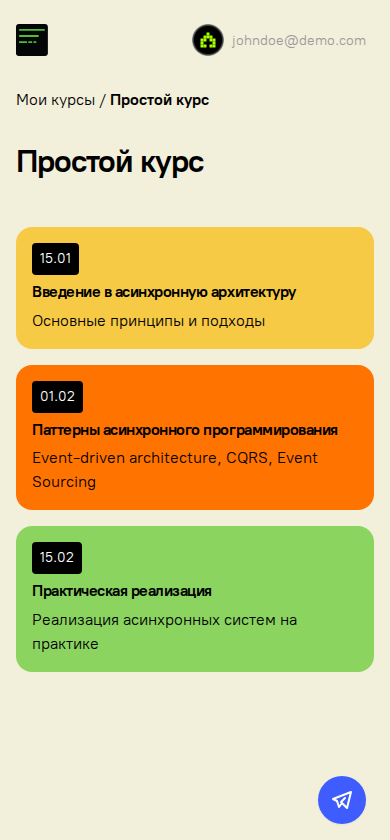 johndoe@demo.com
Мои курсы / Простой курс
Простой курс
15.01
Введение в асинхронную архитектуру
Основные принципы и подходы
01.02
Паттерны асинхронного программирования
Event-driven architecture, CQRS, Event
Sourcing
15.02
Практическая реализация
Реализация асинхронных систем на
практике